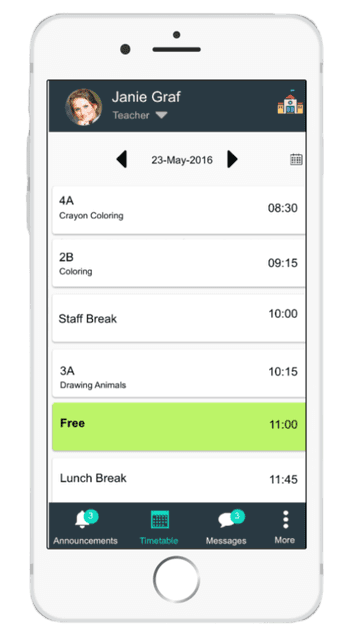 Janie Graf
Teacher
23-May-2016
4A
Crayon Coloring
08:30
2B
Coloring
09:15
Staff Break
10:00
3A
Drawing Animals
10:15
Free
11:00
Lunch Break
11:45
3
3
Announcements
Timetable
Messages
More